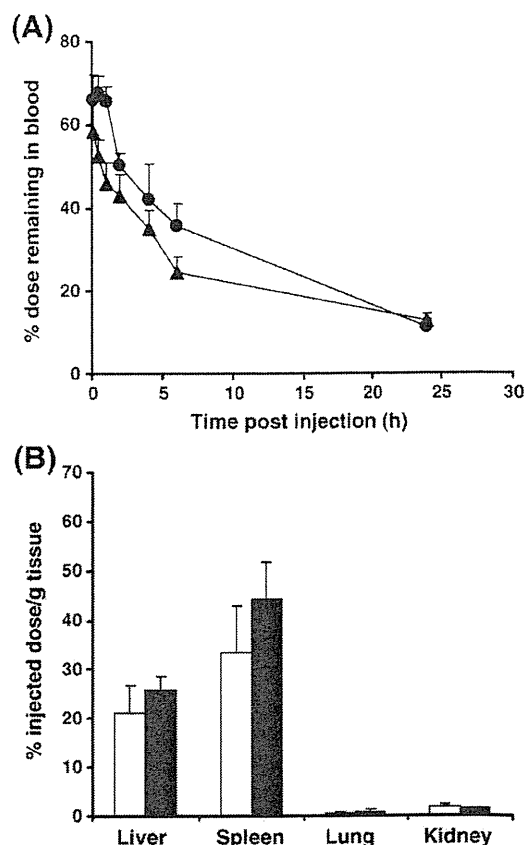 (A)
80
60
40
20
0
% dose remaining in blood
0 5 10 15 20 25 30
Time post injection (h)
(B)
70
60
50
40
30
20
10
0
% injected dose/g tissue
Liver Spleen Lung Kidney